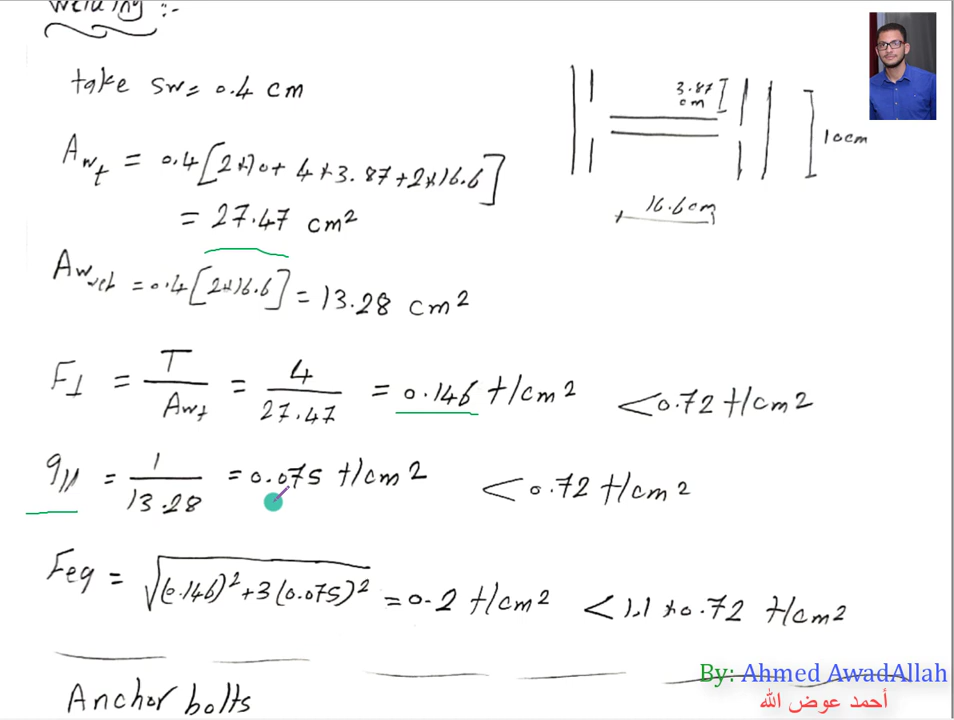 Welding :-
take Sw = 0.4 cm
3.87 cm
10cm
16.6cm
Awt = 0.4[2*10+ 4*3.87+2*16.6]
= 27.47 cm²
Aw = 0.4[2*16.6] = 13.28 cm²
F⊥ = T/Awt = 4/27.47 = 0.146 t/cm² <0.72 t/cm²
q// = 1/13.28 = 0.075 t/cm² <0.72 t/cm²
Feq = √(0.146)²+3(0.075)² = 0.2 t/cm² < 1.1*0.72 t/cm²
Anchor bolts
By: Ahmed AwadAllah
أحمد عوض الله